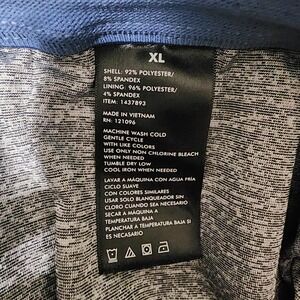 XL
SHELL: 92% POLYESTER/
8% SPANDEX
LINING: 96% POLYESTER/
4% SPANDEX
ITEM: 1437893
MADE IN VIETNAM
RN: 121096
MACHINE WASH COLD
GENTLE CYCLE
WITH LIKE COLORS
USE ONLY NON CHLORINE BLEACH
WHEN NEEDED
TUMBLE DRY LOW
COOL IRON WHEN NEEDED
LAVAR A MÁQUINA CON AGUA FRÍA
CICLO SUAVE
CON COLORES SIMILARES
USAR SOLO BLANQUEADOR SIN
CLORO CUANDO SEA NECESARIO
SECAR A MÁQUINA A
TEMPERATURA BAJA
PLANCHAR A TEMPERATURA BAJA SI
ES NECESARIO